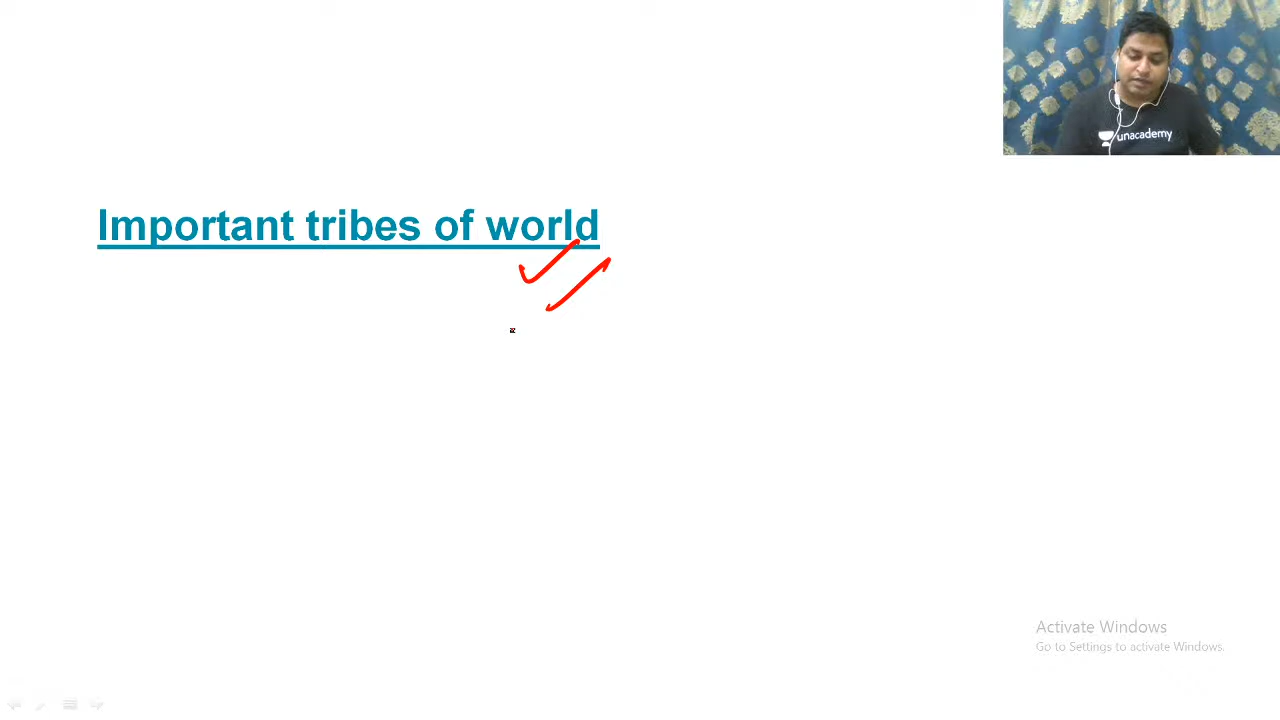 unacademy
Important tribes of world
Activate Windows
Go to Settings to activate Windows.